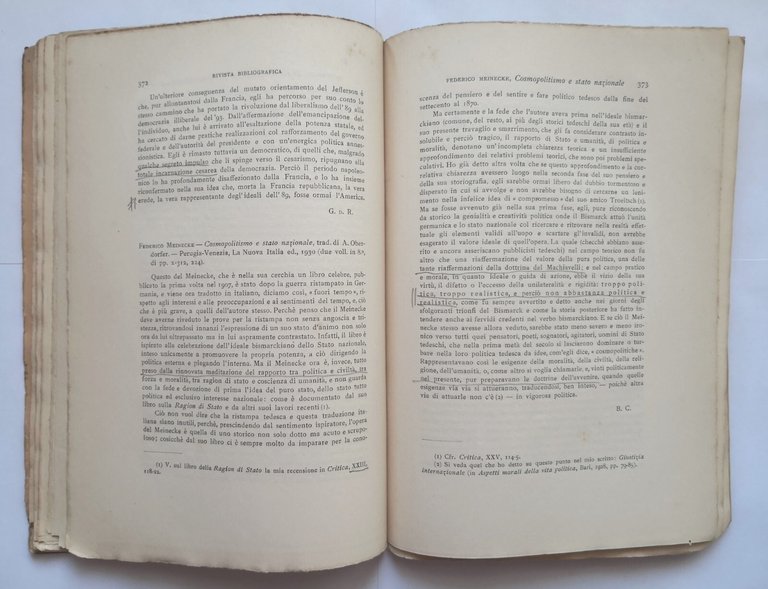 372
RIVISTA BIBLIOGRAFICA
Un'ulteriore conseguenza del mutato orientamento del Jefferson è
che, pur allontanatosi dalla Francia, egli ha percorso per suo conto lo
stesso cammino che ha portato la rivoluzione dal liberalismo dell'89 alla
democrazia illiberale del '93. Dall'affermazione dell'emancipazione del-
l'individuo, anche lui è arrivato all'esaltazione della potenza statale, ed
ha cercato di darne pratiche realizzazioni col rafforzamento del governo
federale e dell'autorità del presidente e con un'energica politica annes-
sionistica. Egli è rimasto tuttavia un democratico, di quelli che, malgrado
qualche segreto impulso che li spinge verso il cesarismo, ripugnano alla
totale incarnazione cesarea della democrazia. Perciò il periodo napoleo-
nico lo ha profondamente disaffezionato dalla Francia, e lo ha insieme
riconfermato nella sua idea che, morta la Francia repubblicana, la vera
erede, la vera rappresentante degl'ideali dell'89, fosse ormai l'America.
G. D. R.
FEDERICO MEINECKE — Cosmopolitismo e stato nazionale, trad. di A. Ober-
dorfer. — Perugia-Venezia, La Nuova Italia ed., 1930 (due voll. in 8.º,
di pp. x-312, 224).
Questo del Meinecke, che è nella sua cerchia un libro celebre, pub-
blicato la prima volta nel 1907, è stato dopo la guerra ristampato in Ger-
mania, e vien ora tradotto in italiano, diciamo così, «fuori tempo», ri-
spetto agli interessi e alle preoccupazioni e ai sentimenti del tempo, e, ciò
che è più grave, a quelli dell'autore stesso. Perché il Meinecke
deve averne riveduto le prove per la ristampa non senza angoscia e tri-
stezza, ritrovandosi innanzi l'espressione di un suo stato d'animo non solo
ora da lui oltrepassato ma in lui aspramente contrastato. Infatti, il libro è
ispirato alla celebrazione dell'ideale bismarckiano dello Stato nazionale,
inteso unicamente a promuovere la propria potenza, a ciò dirigendo la
politica esterna e piegando l'interno. Ma il Meinecke ora è, invece, tutto
preso dalla rinnovata meditazione del rapporto tra politica e civiltà, tra
forza e moralità, tra ragion di stato e coscienza di umanità, e non guarda
con la fede e devozione di prima l'idea del puro stato, dello stato politico
ed esclusivo interesse nazionale: come è documentato dal suo
libro sulla Ragion di Stato e da altri suoi lavori recenti (1).
Ciò non vuol dire che la ristampa tedesca e questa traduzione ita-
liana siano inutili, perché, prescindendo dal sentimento ispiratore, l'opera
del Meinecke è quella di uno storico non solo dotto ma acuto e scrupo-
loso; cosicché dal suo libro ci è sempre molto da imparare per la cono-
(1) V. sul libro della Ragion di Stato la mia recensione in Critica, XXIII,
118-22.
FEDERICO MEINECKE, Cosmopolitismo e stato nazionale
373
scenza del pensiero e del sentire e fare politico tedesco dalla fine del
settecento al 1870.
Ma certamente la fede che l'autore aveva prima nell'ideale bismar-
ckiano (comune, del resto, al più degli storici tedeschi della sua età) e il
suo presente travaglio e smarrimento, che gli fa considerare contrasto in-
solubile e perciò tragico, il rapporto di Stato e umanità, di politica e
moralità, denotano un'incompleta chiarezza teorica e un insufficiente
approfondimento dei relativi problemi teorici, che sono poi problemi spe-
culativi. Ho già detto altra volta che se questo approfondimento e la cor-
relativa chiarezza avessero luogo nella seconda fase del suo pensiero e
della sua storiografia, egli sarebbe ormai libero dal dubbio tormentoso e
disperato in cui si avvolge e non avrebbe bisogno di cercarne un leni-
mento nella infelice idea di «compromesso» del suo amico Troeltsch (1).
Ma se fosse avvenuto già nella sua prima fase, egli, pure riconoscendo
da storico la genialità e creatività politica onde il Bismarck attuò l'unità
germanica e un costante modo di ricercare e ritrovare nella realtà effet-
tuale gli elementi validi all'uopo e scartare gl'invalidi, non ne avrebbe
esagerato il valore ideale di quell'opera. La quale (checché abbiano aut-
ore e ancora asseriscano pubblicisti tedeschi) nel campo teorico non fu
altro che una riaffermazione del valore della pura politica, una delle
tante riaffermazioni della dottrina del Machiavelli; e nel campo pratico
e morale, in quanto ideale o guida di azione, ebbe il vizio della sua
virtù, il difetto o l'eccesso della unilateralità e rigidità: troppo poli-
tica, troppo realistica, e perciò non abbastanza politica e
realistica, come fu sempre avvertito e detto anche nei giorni degli
sfolgoranti trionfi del Bismarck e come la storia posteriore ha fatto in-
tendere anche ai fervidi credenti nel verbo bismarckiano. E se ciò il Mei-
necke stesso avesse allora veduto, sarebbe stato meno severo e meno iro-
nico verso tutti quei pensatori, poeti, sognatori, agitatori, uomini di Stato
tedeschi, che alla prima metà del secolo si lasciarono dominare o tur-
bare nella loro politica tedesca da idee, com'egli dice, «cosmopolitiche».
Rappresentavano così le esigenze della moralità, della civiltà, della reli-
gione, dell'umanità, o, come altro si voglia chiamarle, e, vinti politicamente
nel presente, pur preparavano le dottrine dell'avvenire, quando quelle
esigenze via via si attueranno, traducendosi, ben inteso, — poiché altra
via di attuarle non c'è (2) — in vigorosa politica.
B. C.
(1) Cfr. Critica, XXV, 114-5.
(2) Si veda quel che ho detto su questo punto nel mio scritto: Giustizia
internazionale (in Aspetti morali della vita politica, Bari, 1928, pp. 79-85).